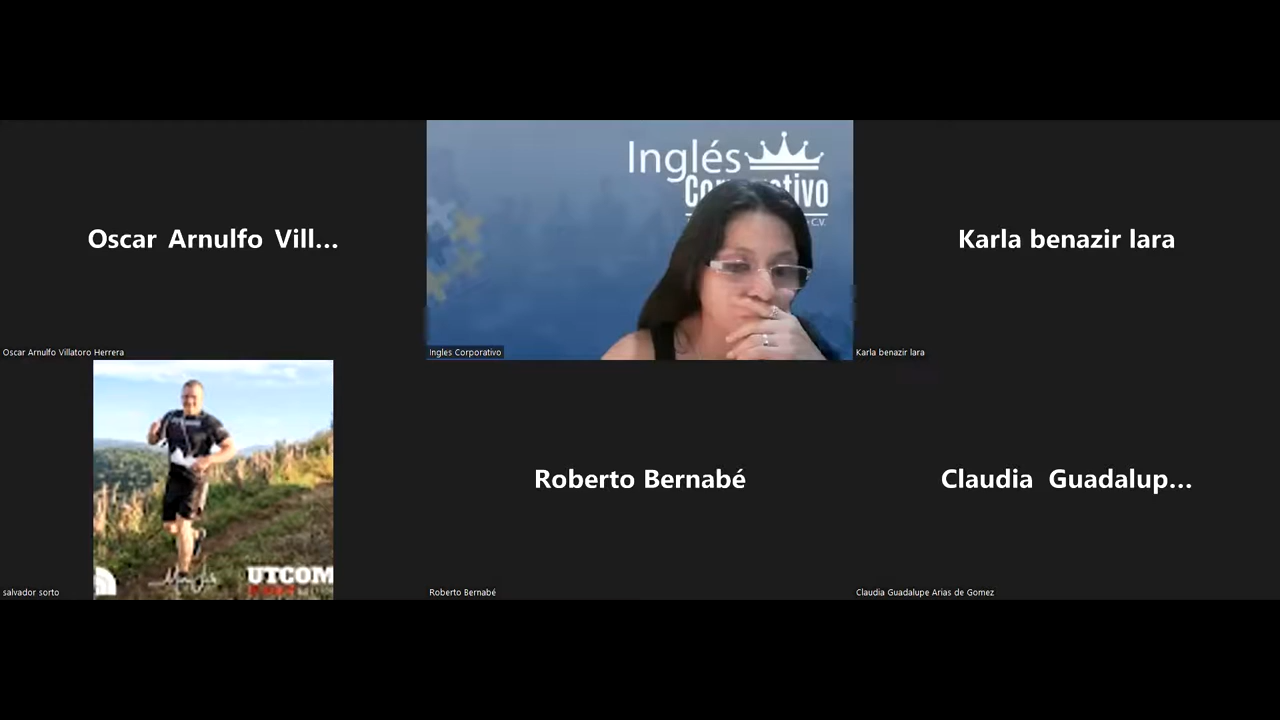 Oscar Arnulfo Vill...
Oscar Arnulfo Villatoro Herrera
Inglés
C.V.
Ingles Corporativo
Karla benazir lara
Karla benazir lara
UTCOM
salvador sorto
Roberto Bernabé
Roberto Bernabé
Claudia Guadalup...
Claudia Guadalupe Arias de Gomez